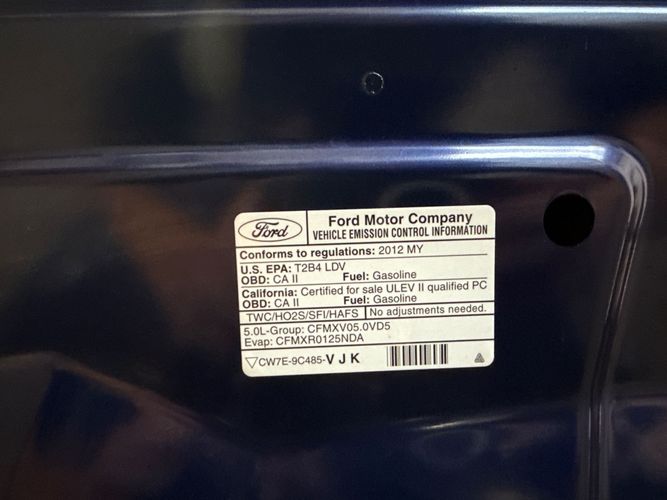 Ford
Ford Motor Company
VEHICLE EMISSION CONTROL INFORMATION
Conforms to regulations: 2012 MY
U.S. EPA: T2B4 LDV
OBD: CA II Fuel: Gasoline
California: Certified for sale ULEV II qualified PC
OBD: CA II Fuel: Gasoline
TWC/HO2S/SFI/HAFS No adjustments needed.
5.0L-Group: CFMXV05.0VD5
Evap: CFMXR0125NDA
CW7E-9C485-V J K